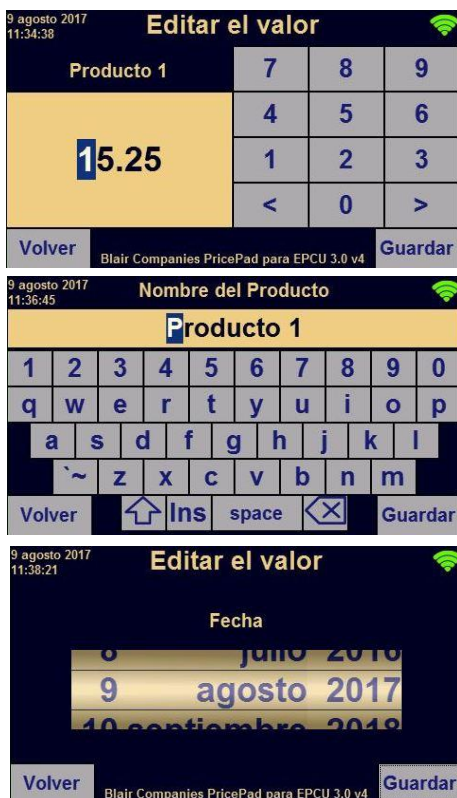 9 agosto 2017
11:34:38
Editar el valor
Producto 1
15.25
7 8 9
4 5 6
1 2 3
< 0 >
Volver
Blair Companies PricePad para EPCU 3.0 v4
Guardar
9 agosto 2017
11:36:45
Nombre del Producto
Producto 1
1 2 3 4 5 6 7 8 9 0
q w e r t y u i o p
a s d f g h j k l
`~ z x c v b n m
Volver Ins space Guardar
9 agosto 2017
11:38:21
Editar el valor
Fecha
8 julio 2016
9 agosto 2017
10 septiembre 2018
Volver
Blair Companies PricePad para EPCU 3.0 v4
Guardar